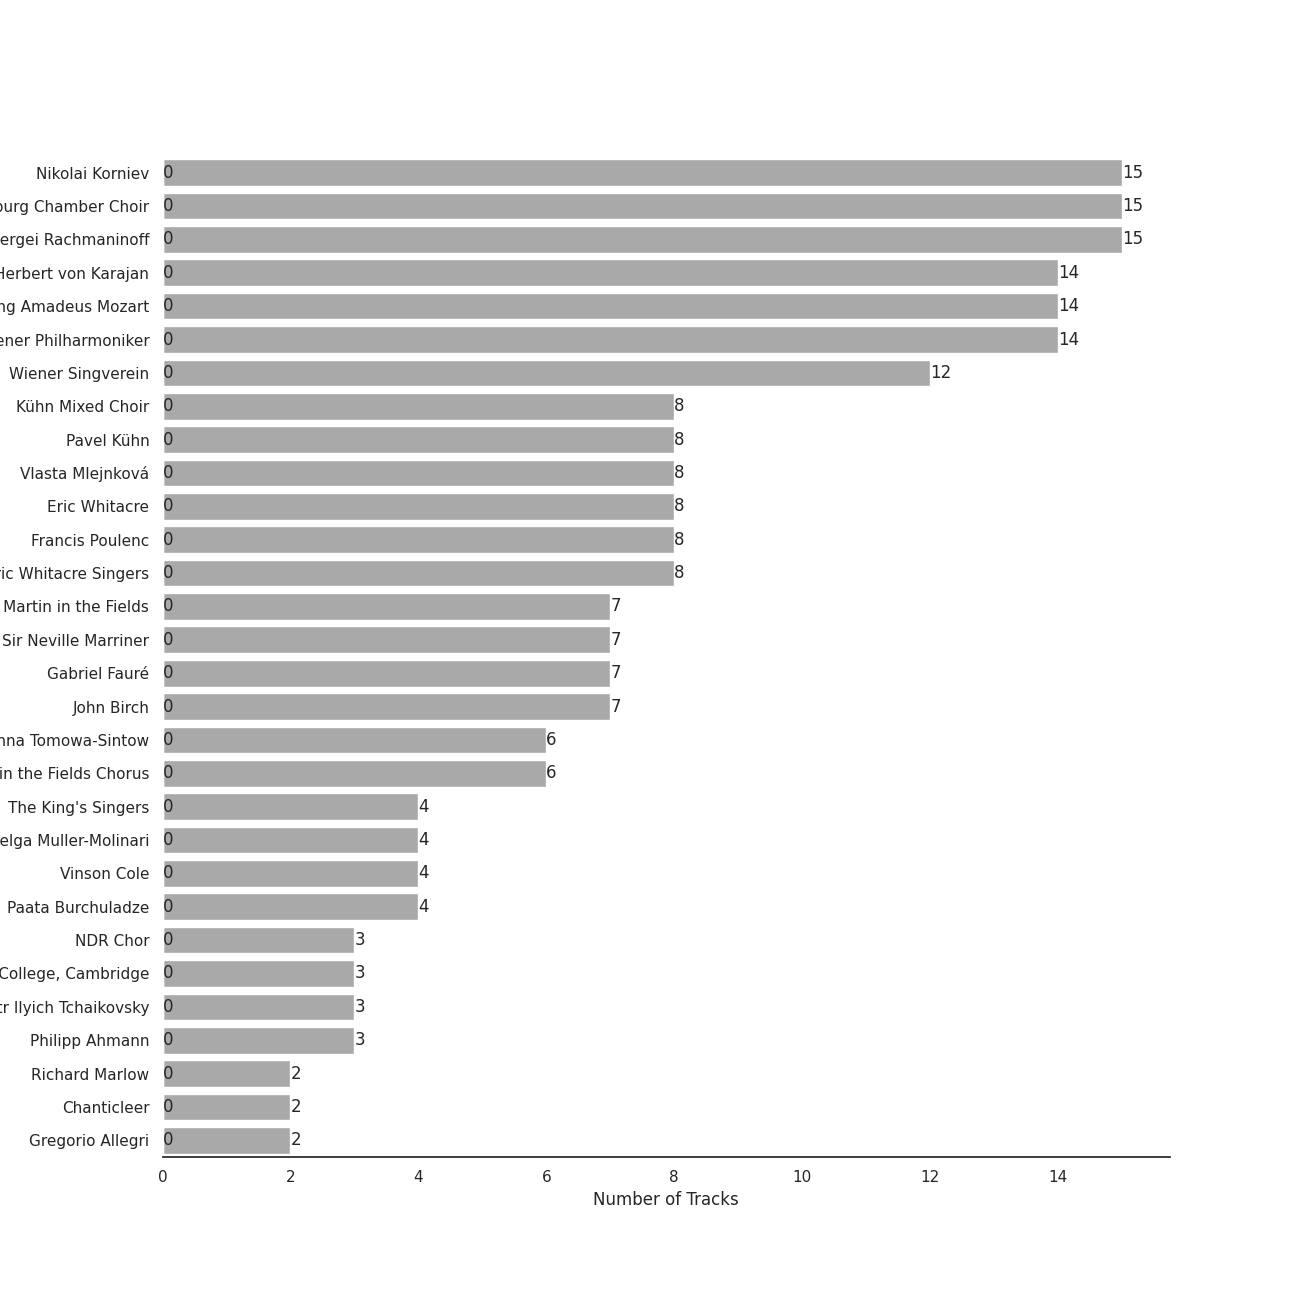 Nikolai Korniev 0 15
Chamber Choir 0 15
Rachmaninoff 0 15
Herbert von Karajan 0 14
Amadeus Mozart 0 14
Philharmoniker 0 14
Wiener Singverein 0 12
Kühn Mixed Choir 0 8
Pavel Kühn 0 8
Vlasta Mlejnková 0 8
Eric Whitacre 0 8
Francis Poulenc 0 8
Whitacre Singers 0 8
Martin in the Fields 0 7
Sir Neville Marriner 0 7
Gabriel Fauré 0 7
John Birch 0 7
Tomowa-Sintow 0 6
in the Fields Chorus 0 6
The King's Singers 0 4
Muller-Molinari 0 4
Vinson Cole 0 4
Paata Burchuladze 0 4
NDR Chor 0 3
College, Cambridge 0 3
Ilyich Tchaikovsky 0 3
Philipp Ahmann 0 3
Richard Marlow 0 2
Chanticleer 0 2
Gregorio Allegri 0 2
0 2 4 6 8 10 12 14
Number of Tracks